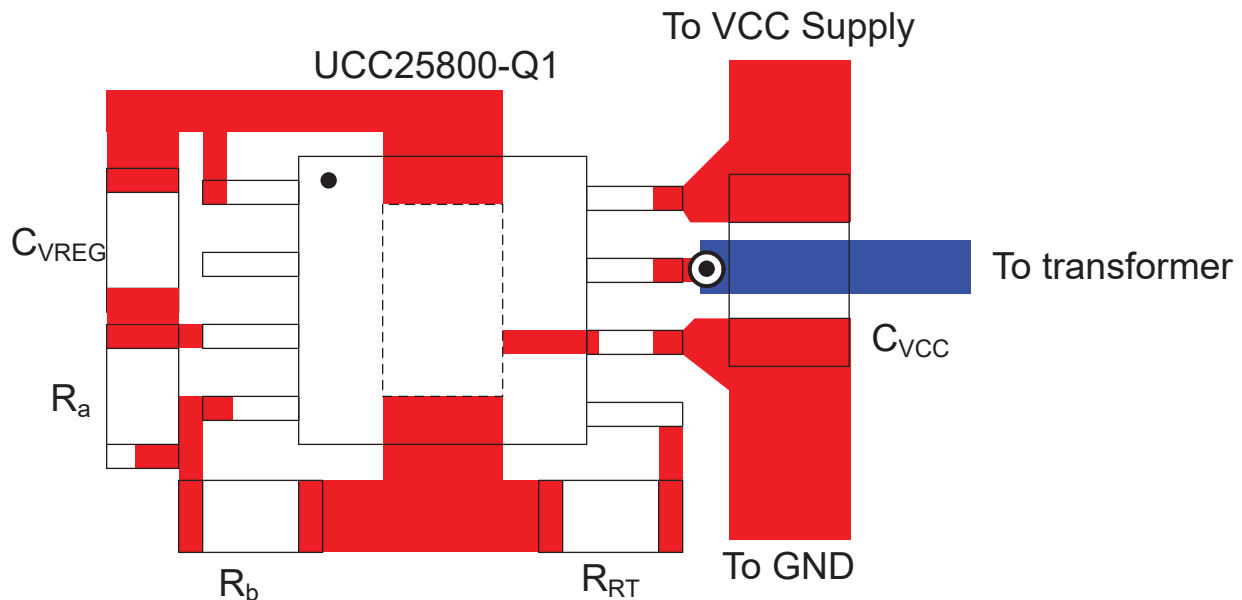 To VCC Supply
UCC25800-Q1
CVREG
To transformer
CVCC
Ra
To GND
Rb
RRT